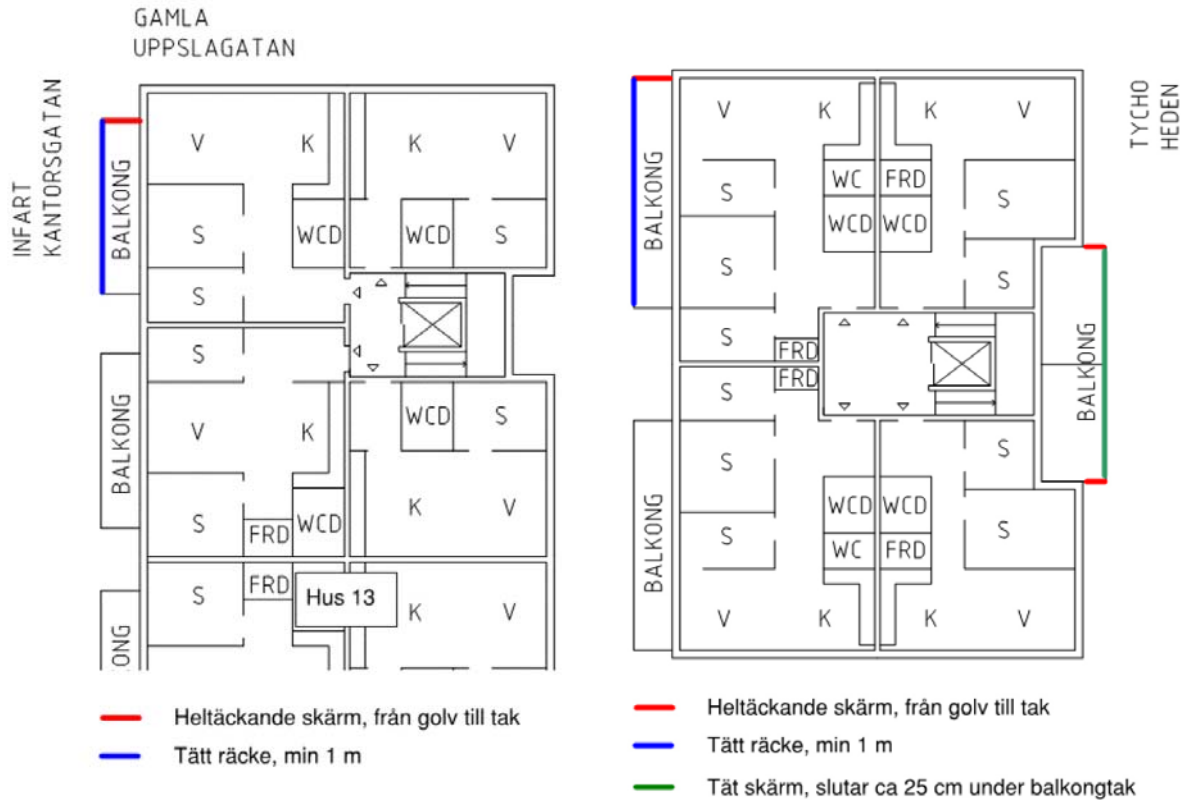 GAMLA
UPPSLAGATAN
INFART
KANTORSGATAN
BALKONG
V
K
K
V
S
WCD
WCD
S
S
S
BALKONG
V
K
WCD
S
S
FRD
WCD
K
V
ONG
S
FRD
Hus 13
K
V
Heltäckande skärm, från golv till tak
Tätt räcke, min 1 m
TYCHO
HEDEN
BALKONG
V
K
K
V
S
WC
FRD
S
WCD
WCD
S
S
S
FRD
FRD
S
BALKONG
BALKONG
S
S
WCD
WCD
S
WC
FRD
S
V
K
K
V
Heltäckande skärm, från golv till tak
Tätt räcke, min 1 m
Tät skärm, slutar ca 25 cm under balkongtak